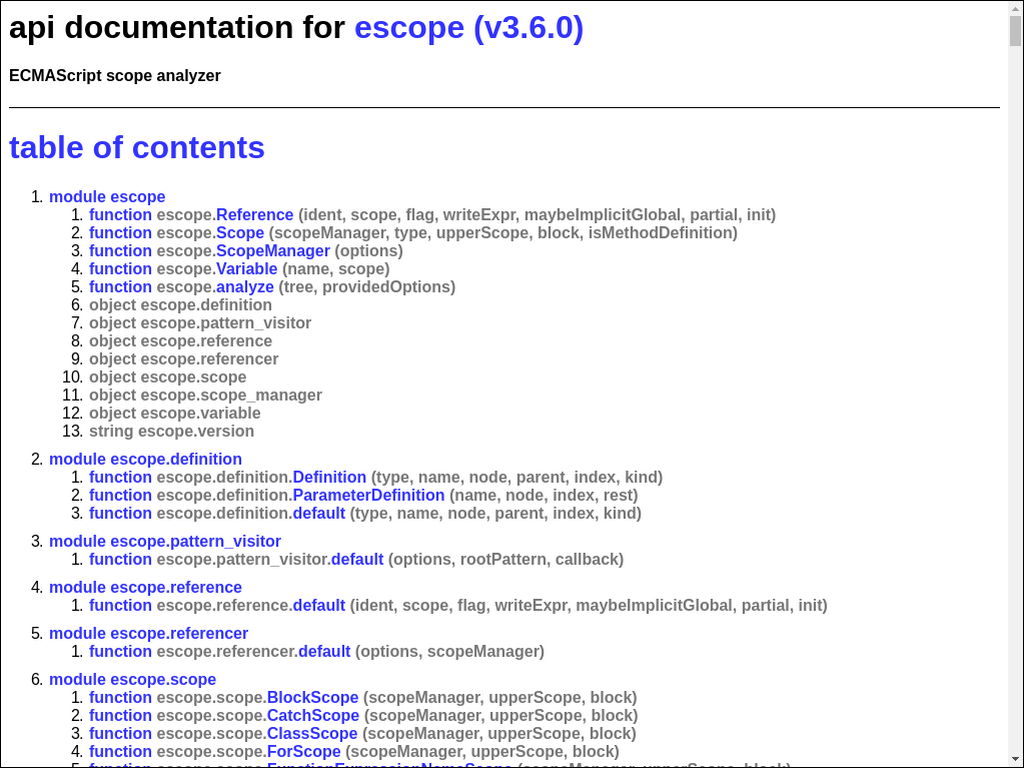 api documentation for escope (v3.6.0)
ECMAScript scope analyzer
table of contents
1. module escope
1. function escope.Reference (ident, scope, flag, writeExpr, maybeImplicitGlobal, partial, init)
2. function escope.Scope (scopeManager, type, upperScope, block, isMethodDefinition)
3. function escope.ScopeManager (options)
4. function escope.Variable (name, scope)
5. function escope.analyze (tree, providedOptions)
6. object escope.definition
7. object escope.pattern_visitor
8. object escope.reference
9. object escope.referencer
10. object escope.scope
11. object escope.scope_manager
12. object escope.variable
13. string escope.version
2. module escope.definition
1. function escope.definition.Definition (type, name, node, parent, index, kind)
2. function escope.definition.ParameterDefinition (name, node, index, rest)
3. function escope.definition.default (type, name, node, parent, index, kind)
3. module escope.pattern_visitor
1. function escope.pattern_visitor.default (options, rootPattern, callback)
4. module escope.reference
1. function escope.reference.default (ident, scope, flag, writeExpr, maybeImplicitGlobal, partial, init)
5. module escope.referencer
1. function escope.referencer.default (options, scopeManager)
6. module escope.scope
1. function escope.scope.BlockScope (scopeManager, upperScope, block)
2. function escope.scope.CatchScope (scopeManager, upperScope, block)
3. function escope.scope.ClassScope (scopeManager, upperScope, block)
4. function escope.scope.ForScope (scopeManager, upperScope, block)
5. function escope.scope.FunctionExpressionNameScope (scopeManager, upperScope, block)